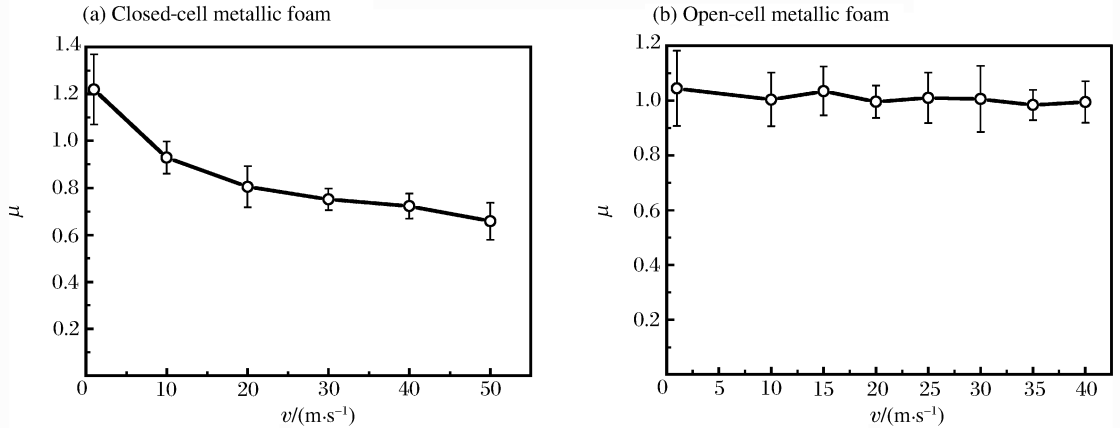 (a) Closed-cell metallic foam
1.4
1.2
1.0
0.8
0.6
0.4
0.2
μ
0 10 20 30 40 50
v/(m·s⁻¹)
(b) Open-cell metallic foam
1.2
1.0
0.8
0.6
0.4
0.2
μ
0 5 10 15 20 25 30 35 40
v/(m·s⁻¹)